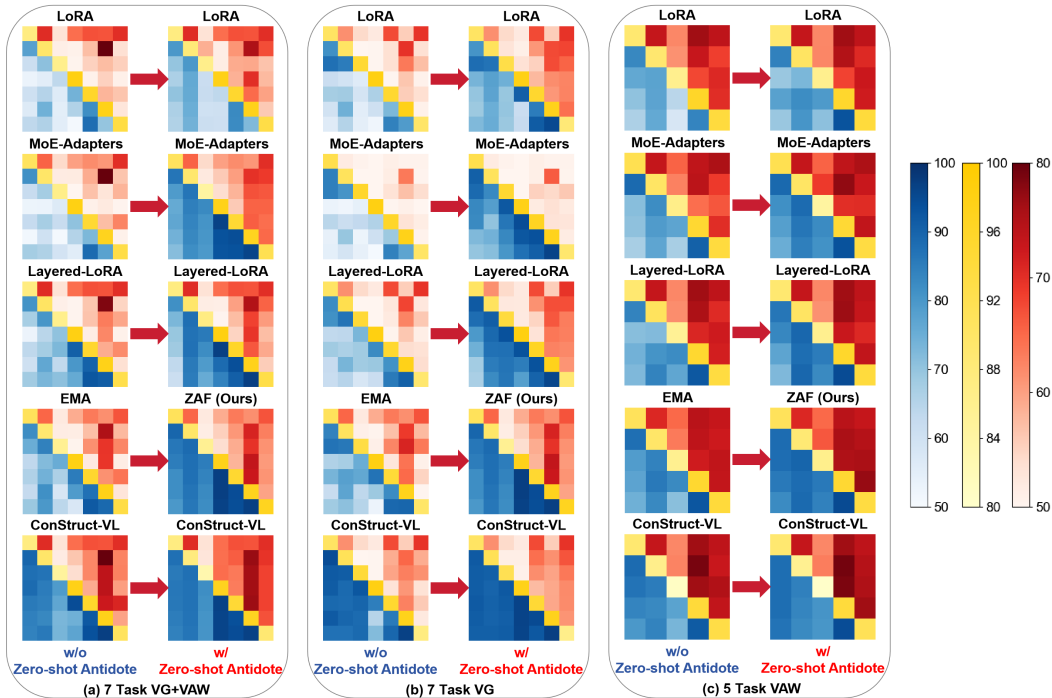 LoRA LoRA
MoE-Adapters MoE-Adapters
Layered-LoRA Layered-LoRA
EMA ZAF (Ours)
ConStruct-VL ConStruct-VL
w/o w/
Zero-shot Antidote Zero-shot Antidote
(a) 7 Task VG+VAW
LoRA LoRA
MoE-Adapters MoE-Adapters
Layered-LoRA Layered-LoRA
EMA ZAF (Ours)
ConStruct-VL ConStruct-VL
w/o w/
Zero-shot Antidote Zero-shot Antidote
(b) 7 Task VG
LoRA LoRA
MoE-Adapters MoE-Adapters
Layered-LoRA Layered-LoRA
EMA ZAF (Ours)
ConStruct-VL ConStruct-VL
w/o w/
Zero-shot Antidote Zero-shot Antidote
(c) 5 Task VAW
100 100 80
90 96
70
80 92
70 88
60
60 84
50 80 50